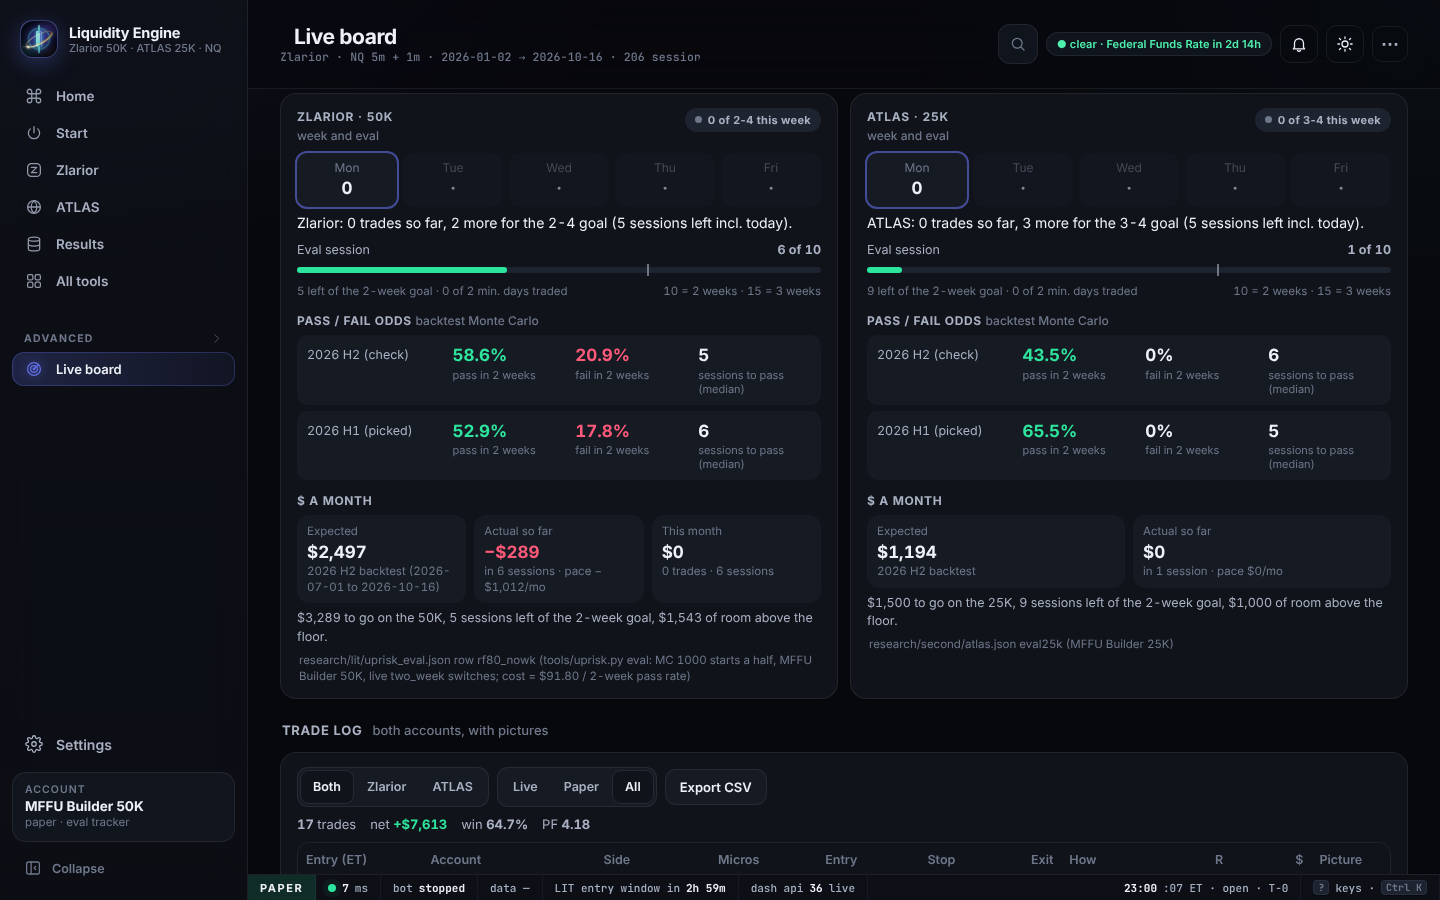 Liquidity Engine
Zlarior 50K · ATLAS 25K · NQ
Home
Start
Zlarior
ATLAS
Results
All tools
ADVANCED
Live board
Settings
ACCOUNT
MFFU Builder 50K
paper · eval tracker
Collapse
Live board
Zlarior · NQ 5m + 1m · 2026-01-02 → 2026-10-16 · 206 session
clear · Federal Funds Rate in 2d 14h
ZLARIOR · 50K
week and eval
0 of 2-4 this week
Mon Tue Wed Thu Fri
0 · · · ·
Zlarior: 0 trades so far, 2 more for the 2-4 goal (5 sessions left incl. today).
Eval session 6 of 10
5 left of the 2-week goal · 0 of 2 min. days traded 10 = 2 weeks · 15 = 3 weeks
PASS / FAIL ODDS backtest Monte Carlo
2026 H2 (check) 58.6% 20.9% 5
pass in 2 weeks fail in 2 weeks sessions to pass
(median)
2026 H1 (picked) 52.9% 17.8% 6
pass in 2 weeks fail in 2 weeks sessions to pass
(median)
$ A MONTH
Expected
$2,497
2026 H2 backtest (2026-
07-01 to 2026-10-16)
Actual so far
−$289
in 6 sessions · pace −
$1,012/mo
This month
$0
0 trades · 6 sessions
$3,289 to go on the 50K, 5 sessions left of the 2-week goal, $1,543 of room above the
floor.
research/lit/uprisk_eval.json row rf80_nowk (tools/uprisk.py eval: MC 1000 starts a half, MFFU
Builder 50K, live two_week switches; cost = $91.80 / 2-week pass rate)
ATLAS · 25K
week and eval
0 of 3-4 this week
Mon Tue Wed Thu Fri
0 · · · ·
ATLAS: 0 trades so far, 3 more for the 3-4 goal (5 sessions left incl. today).
Eval session 1 of 10
9 left of the 2-week goal · 0 of 2 min. days traded 10 = 2 weeks · 15 = 3 weeks
PASS / FAIL ODDS backtest Monte Carlo
2026 H2 (check) 43.5% 0% 6
pass in 2 weeks fail in 2 weeks sessions to pass
(median)
2026 H1 (picked) 65.5% 0% 5
pass in 2 weeks fail in 2 weeks sessions to pass
(median)
$ A MONTH
Expected
$1,194
2026 H2 backtest
Actual so far
$0
in 1 session · pace $0/mo
$1,500 to go on the 25K, 9 sessions left of the 2-week goal, $1,000 of room above the
floor.
research/second/atlas.json eval25k (MFFU Builder 25K)
TRADE LOG both accounts, with pictures
Both Zlarior ATLAS Live Paper All Export CSV
17 trades net +$7,613 win 64.7% PF 4.18
Entry (ET) Account Side Micros Entry Stop Exit How R $ Picture
PAPER 7 ms bot stopped data — LIT entry window in 2h 59m dash api 36 live 23:00 :07 ET · open · T-0 ? keys · Ctrl K